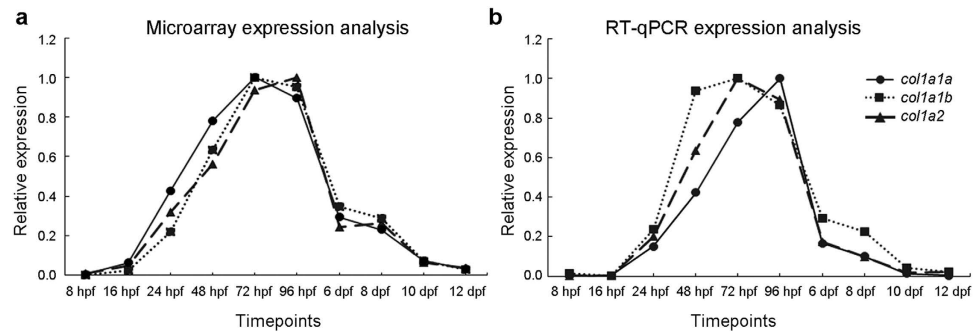 a
Microarray expression analysis
Relative expression
1.2
1.0
0.8
0.6
0.4
0.2
0.0
8 hpf 16 hpf 24 hpf 48 hpf 72 hpf 96 hpf 6 dpf 8 dpf 10 dpf 12 dpf
Timepoints
b
RT-qPCR expression analysis
Relative expression
1.2
1.0
0.8
0.6
0.4
0.2
0.0
8 hpf 16 hpf 24 hpf 48 hpf 72 hpf 96 hpf 6 dpf 8 dpf 10 dpf 12 dpf
Timepoints
col1a1a
col1a1b
col1a2